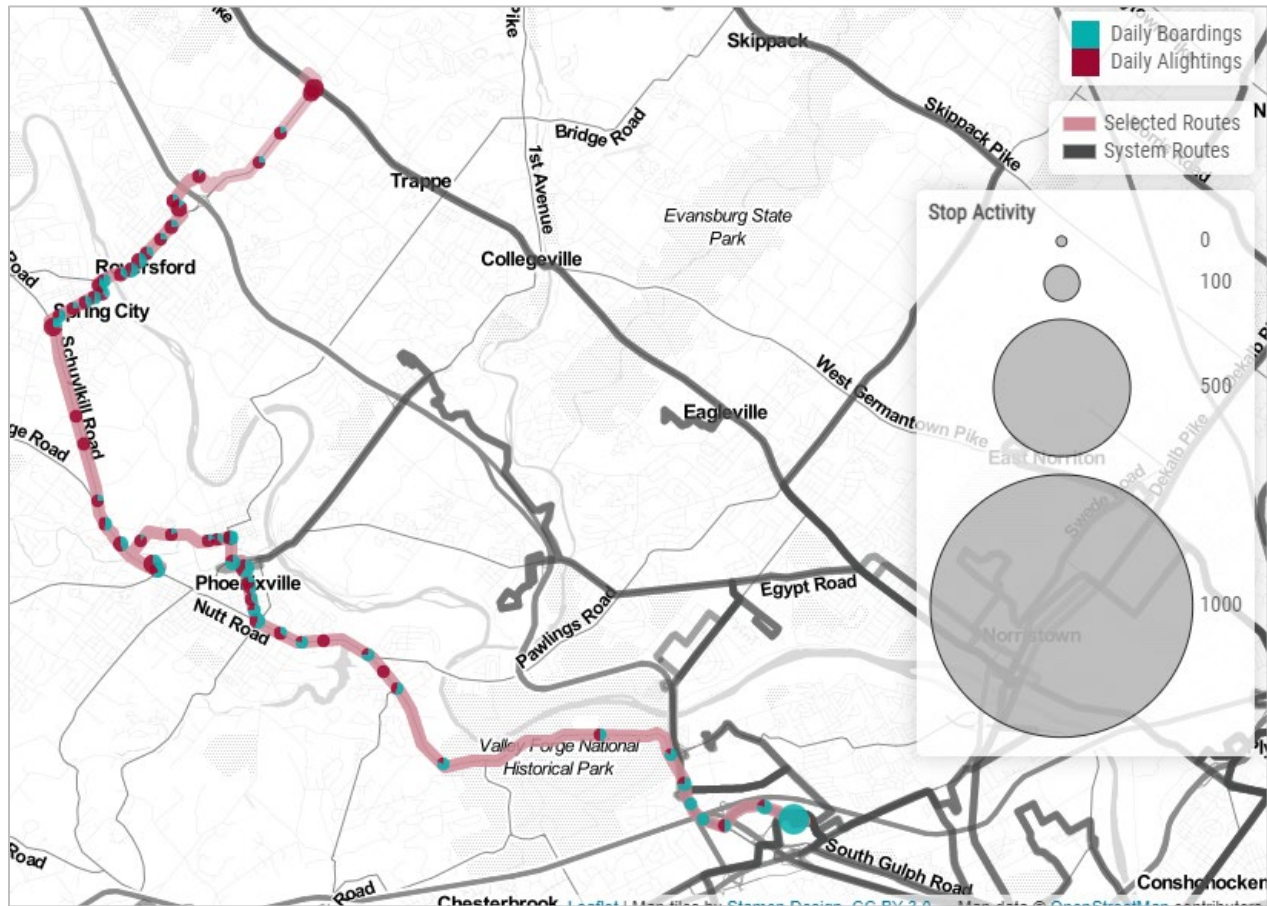 Pike
Skippack
Daily Boardings
Daily Alightings
Skippack Pike
Selected Routes
System Routes
Bridge Road
1st Avenue
Trappe
Stop Activity
0
100
500
1000
Evansburg State
Park
Collegeville
Road
Royersford
Spring City
Schuylkill Road
West Germantown Pike
Dekalb Pike
Eagleville
East Norriton
Swede Road
Phoenixville
Nutt Road
Pawlings Road
Egypt Road
Norristown
Valley Forge National
Historical Park
South Gulph Road
Road
Road
Chesterbrook
Conshohocken
Leaflet | Map tiles by Stamen Design, CC BY 3.0 — Map data © OpenStreetMap contributors